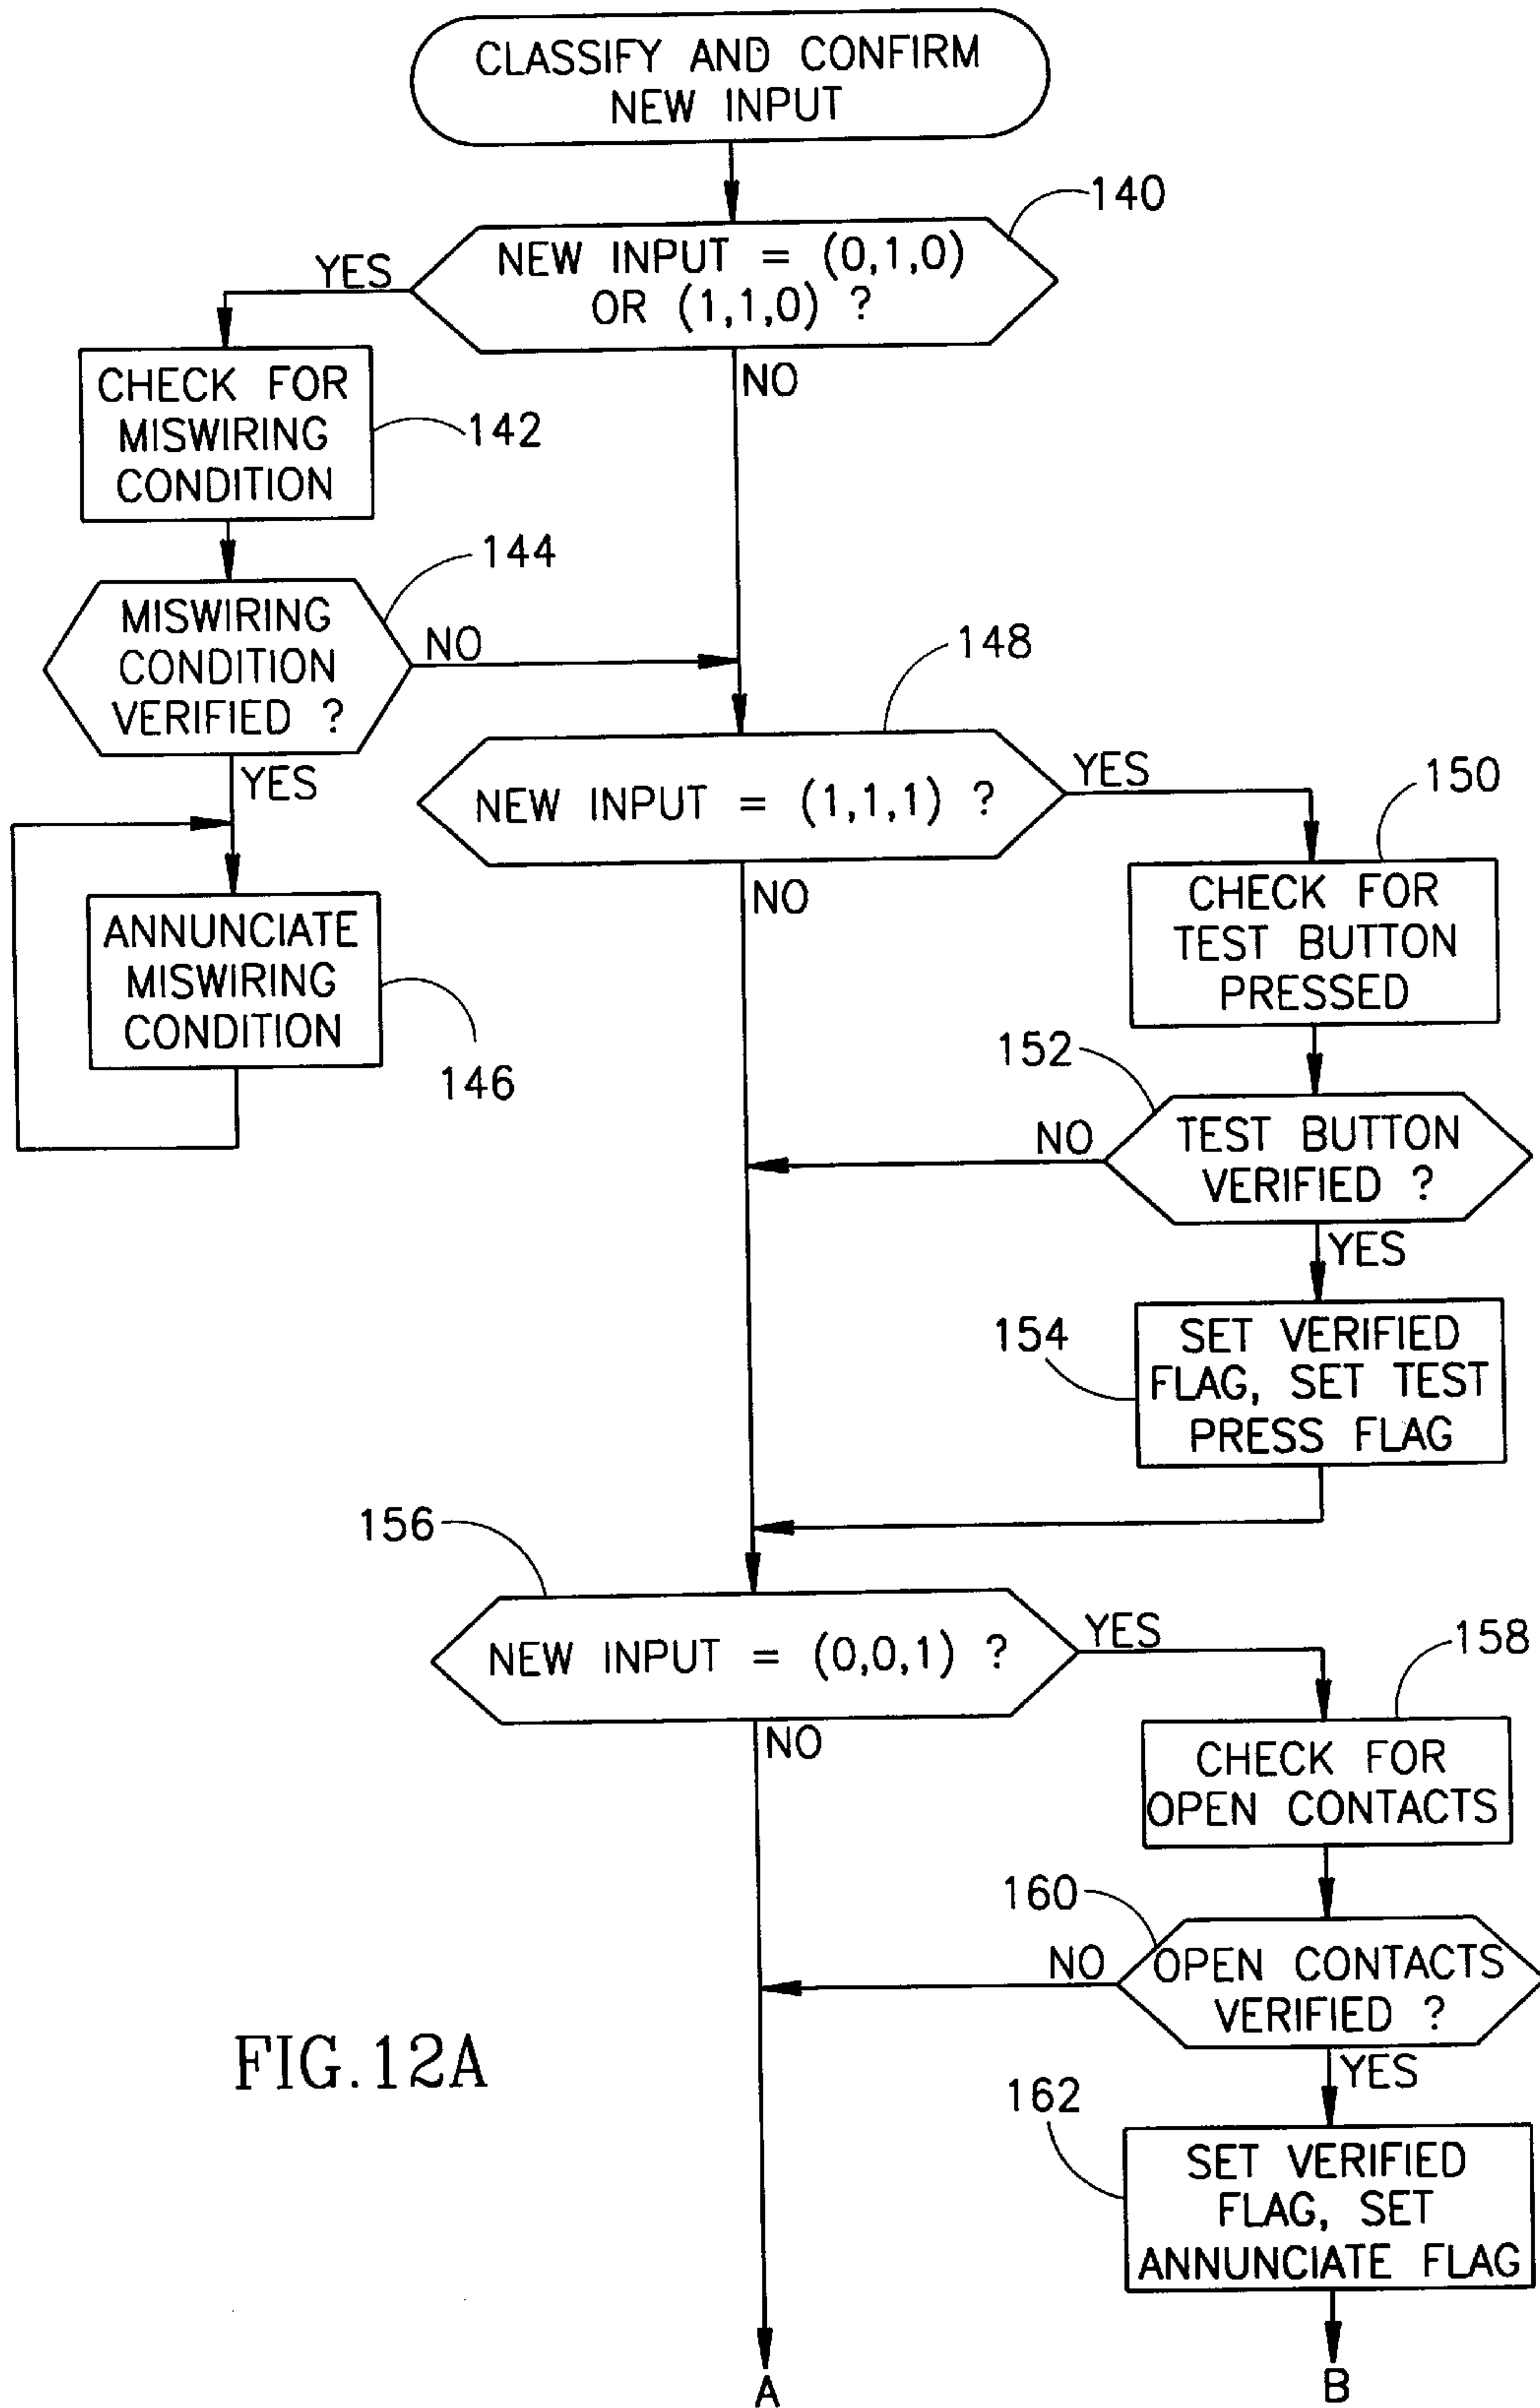 CLASSIFY AND CONFIRM
NEW INPUT
140
NEW INPUT = (0,1,0)
OR (1,1,0) ?
YES
NO
CHECK FOR
MISWIRING
CONDITION
142
144
MISWIRING
CONDITION
VERIFIED ?
NO
YES
148
NEW INPUT = (1,1,1) ?
YES
NO
150
CHECK FOR
TEST BUTTON
PRESSED
ANNUNCIATE
MISWIRING
CONDITION
146
152
TEST BUTTON
VERIFIED ?
NO
YES
154
SET VERIFIED
FLAG, SET TEST
PRESS FLAG
156
NEW INPUT = (0,0,1) ?
YES
NO
158
CHECK FOR
OPEN CONTACTS
160
OPEN CONTACTS
VERIFIED ?
NO
YES
162
SET VERIFIED
FLAG, SET
ANNUNCIATE FLAG
FIG.12A
A
B